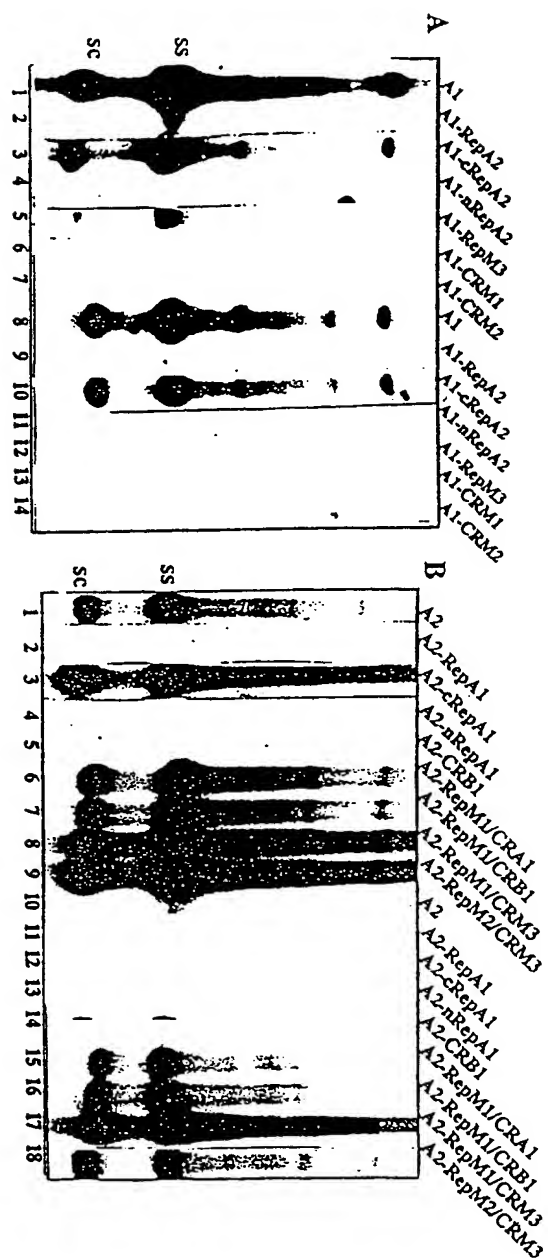 A
A1
A1-RepA2
A1-cRepA2
A1-nRepA2
A1-RepM3
A1-CRM1
A1-CRM2
A1
A1-RepA2
A1-cRepA2
A1-nRepA2
A1-RepM3
A1-CRM1
A1-CRM2
SS
SC
1 2 3 4 5 6 7 8 9 10 11 12 13 14
B
A2
A2-RepA1
A2-cRepA1
A2-nRepA1
A2-CRB1
A2-RepM1/CRA1
A2-RepM1/CRB1
A2-RepM1/CRM3
A2-RepM2/CRM3
A2
A2-RepA1
A2-cRepA1
A2-nRepA1
A2-CRB1
A2-RepM1/CRA1
A2-RepM1/CRB1
A2-RepM1/CRM3
A2-RepM2/CRM3
SS
SC
1 2 3 4 5 6 7 8 9 10 11 12 13 14 15 16 17 18